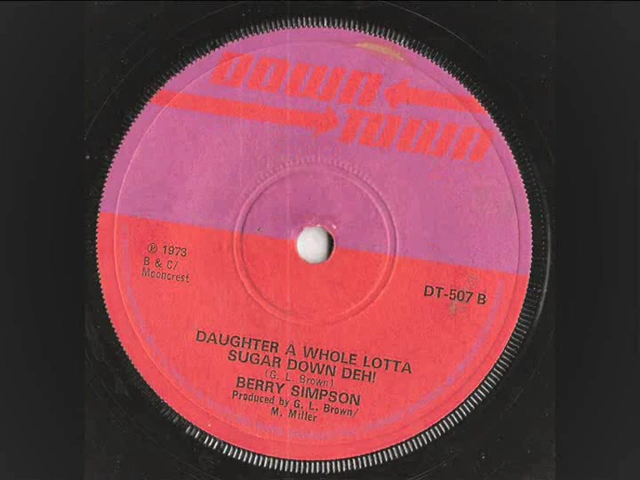 DOWN
TOWN
℗ 1973
B & C/
Mooncrest
DT-507 B
DAUGHTER A WHOLE LOTTA
SUGAR DOWN DEH!
(G. L. Brown)
BERRY SIMPSON
Produced by G. L. Brown/
M. Miller